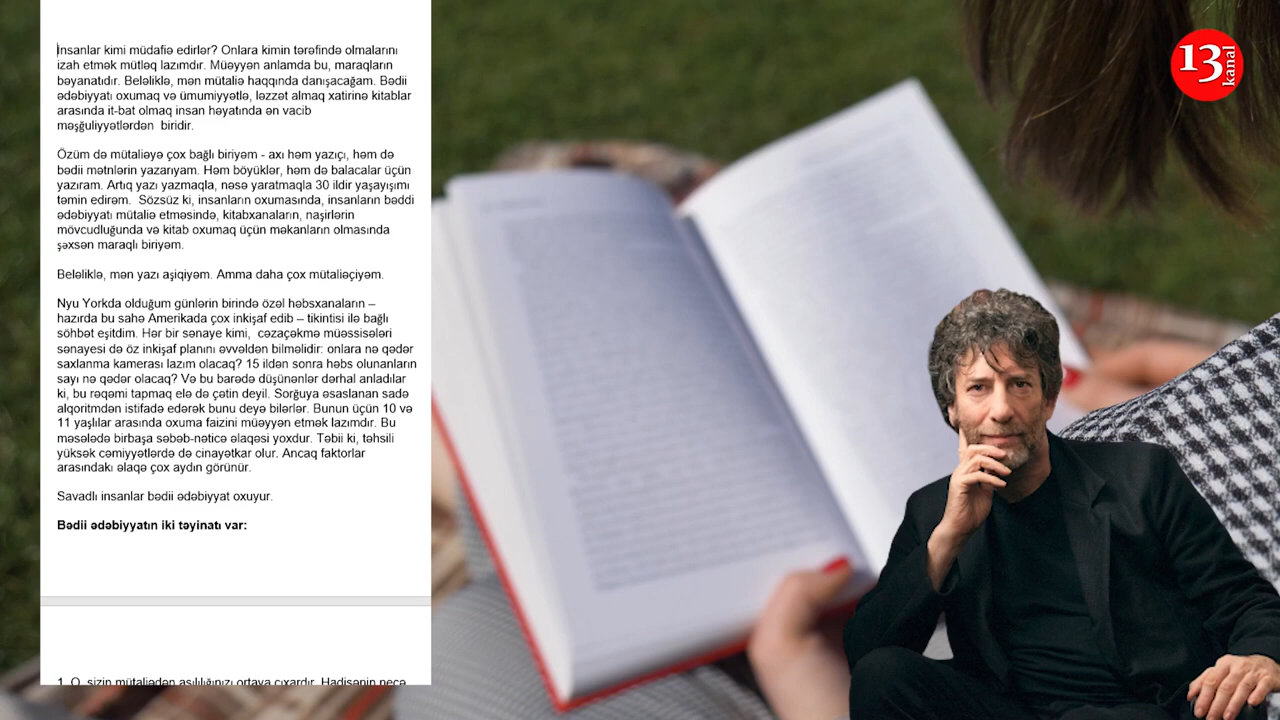 İnsanlar kimi müdafiə edirlər? Onlara kimin tərəfində olmalarını
izah etmək mütləq lazımdır. Müəyyən anlamda bu, maraqların
bəyanatıdır. Beləliklə, mən mütaliə haqqında danışacağam. Bədii
ədəbiyyatı oxumaq və ümumiyyətlə, ləzzət almaq xatirinə kitablar
arasında it-bat olmaq insan həyatında ən vacib
məşğuliyyətlərdən biridir.
Özüm də mütaliəyə çox bağlı biriyəm - axı həm yazıçı, həm də
bədii mətnlərin yazarıyam. Həm böyüklər, həm də balacalar üçün
yazıram. Artıq yazı yazmaqla, nəsə yaratmaqla 30 ildir yaşayışımı
təmin edirəm. Sözsüz ki, insanların oxumasında, insanların bəddi
ədəbiyyatı mütaliə etməsində, kitabxanaların, naşirlərin
mövcudluğunda və kitab oxumaq üçün məkanların olmasında
şəxsən maraqlı biriyəm.
Beləliklə, mən yazı aşiqiyəm. Amma daha çox mütaliəçiyəm.
Nyu Yorkda olduğum günlərin birində özəl həbsxanaların –
hazırda bu sahə Amerikada çox inkişaf edib – tikintisi ilə bağlı
söhbət eşitdim. Hər bir sənaye kimi, cəzaçəkmə müəssisələri
sənayesi də öz inkişaf planını əvvəldən bilməlidir: onlara nə qədər
saxlanma kamerası lazım olacaq? 15 ildən sonra həbs olunanların
sayı nə qədər olacaq? Və bu barədə düşünənlər dərhal anladılar
ki, bu rəqəmi tapmaq elə də çətin deyil. Sorğuya əsaslanan sadə
alqoritmdən istifadə edərək bunu deyə bilərlər. Bunun üçün 10 və
11 yaşlılar arasında oxuma faizini müəyyən etmək lazımdır. Bu
məsələdə birbaşa səbəb-nəticə əlaqəsi yoxdur. Təbii ki, təhsili
yüksək cəmiyyətlərdə də cinayətkar olur. Ancaq faktorlar
arasındakı əlaqə çox aydın görünür.
Savadlı insanlar bədii ədəbiyyat oxuyur.
Bədii ədəbiyyatın iki təyinatı var:
1. O, sizin mütaliədən asılılığınızı ortaya çıxardır. Hadisənin necə
13 kanal